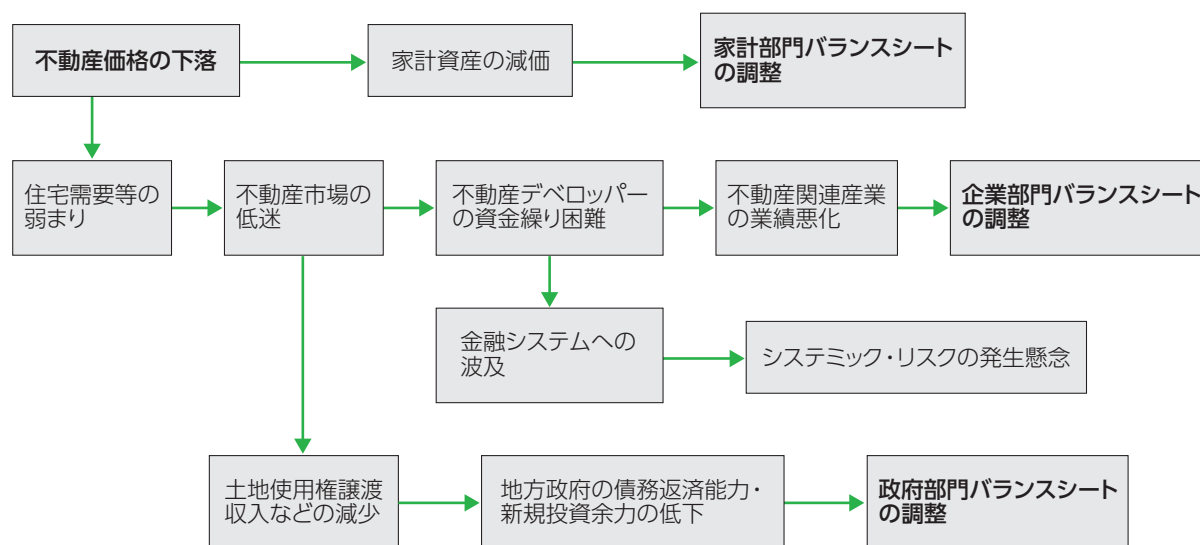 不動産価格の下落
家計資産の減価
家計部門バランスシート
の調整
住宅需要等の
弱まり
不動産市場の
低迷
不動産デベロッパー
の資金繰り困難
不動産関連産業
の業績悪化
企業部門バランスシート
の調整
金融システムへの
波及
システミック・リスクの発生懸念
土地使用権譲渡
収入などの減少
地方政府の債務返済能力・
新規投資余力の低下
政府部門バランスシート
の調整